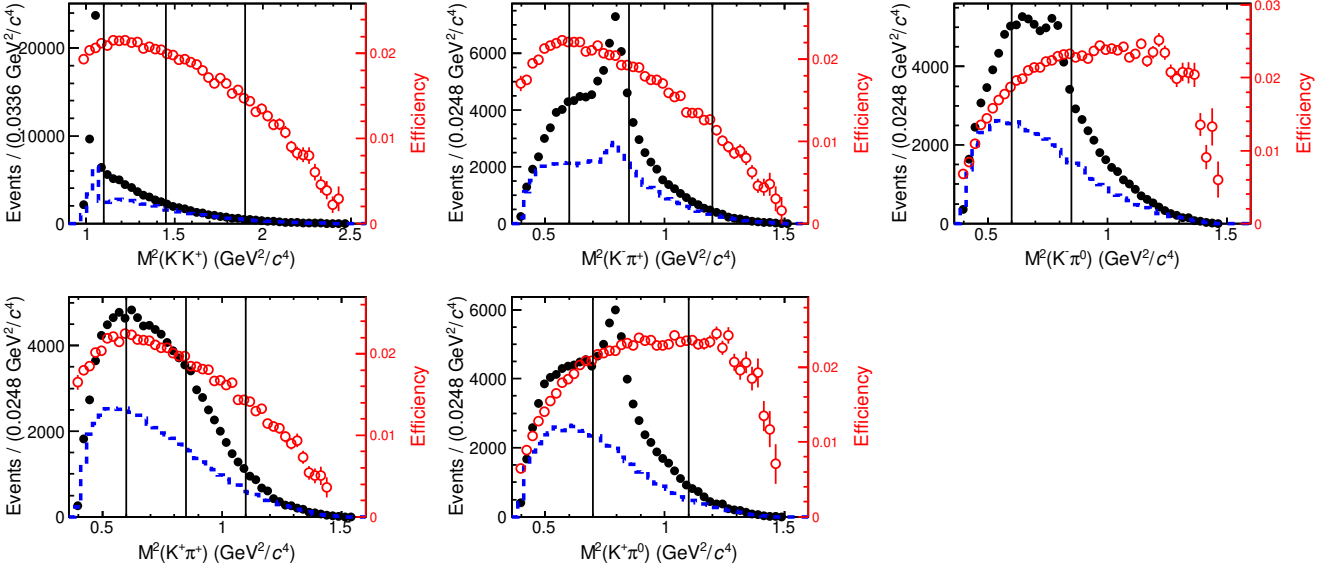 Events / (0.0336 GeV²/c⁴)
20000
10000
0
1 1.5 2 2.5
M²(K⁻K⁺) (GeV²/c⁴)
0.02
0.01
0
Efficiency
Events / (0.0248 GeV²/c⁴)
6000
4000
2000
0
0.5 1 1.5
M²(K⁻π⁺) (GeV²/c⁴)
0.02
0.01
0
Efficiency
Events / (0.0248 GeV²/c⁴)
4000
2000
0
0.5 1 1.5
M²(K⁻π⁰) (GeV²/c⁴)
0.03
0.02
0.01
0
Efficiency
Events / (0.0248 GeV²/c⁴)
4000
2000
0
0.5 1 1.5
M²(K⁺π⁺) (GeV²/c⁴)
0.02
0.01
0
Efficiency
Events / (0.0248 GeV²/c⁴)
6000
4000
2000
0
0.5 1 1.5
M²(K⁺π⁰) (GeV²/c⁴)
0.02
0.01
0
Efficiency